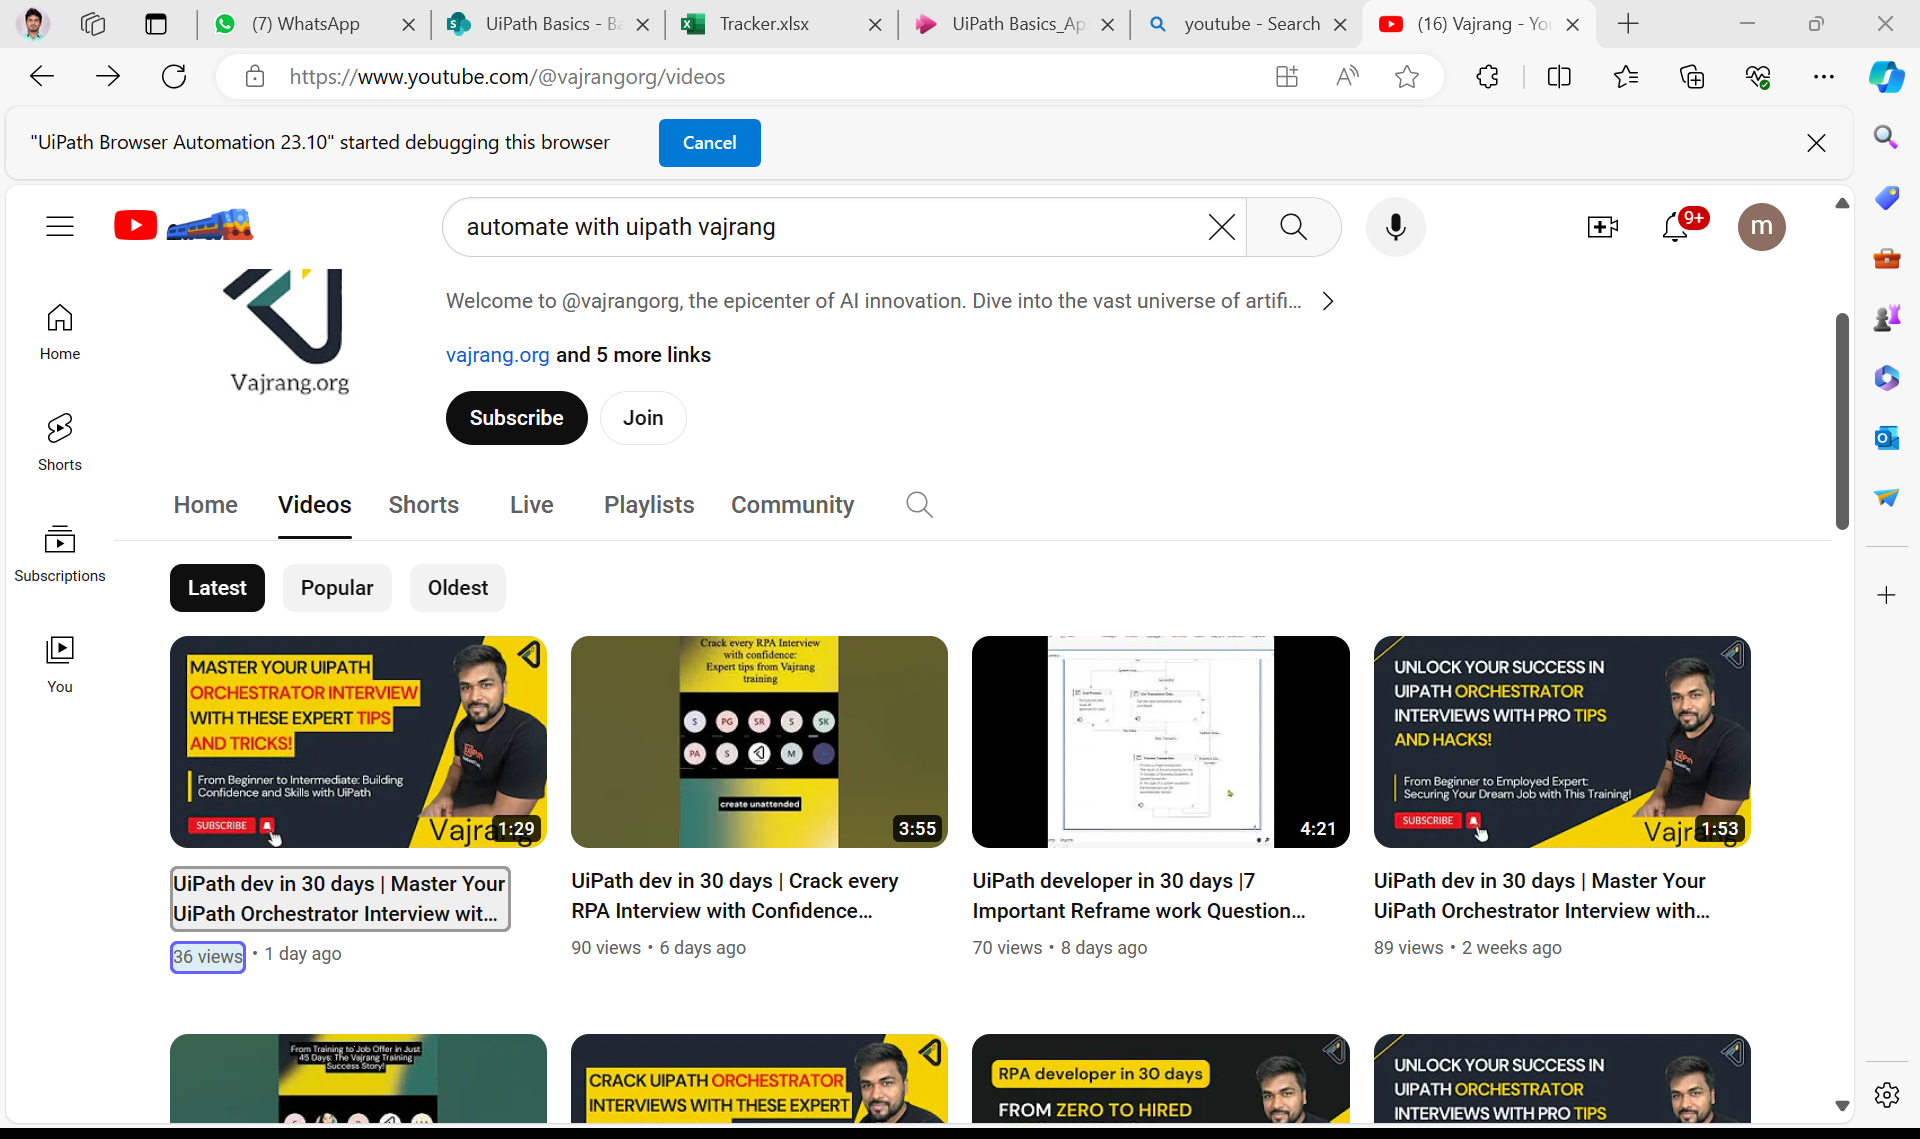 (7) WhatsApp
UiPath Basics - Ba
Tracker.xlsx
UiPath Basics_Ap
youtube - Search
(16) Vajrang - You
https://www.youtube.com/@vajrangorg/videos
"UiPath Browser Automation 23.10" started debugging this browser
Cancel
automate with uipath vajrang
9+
m
Home
Shorts
Subscriptions
You
Vajrang.org
Welcome to @vajrangorg, the epicenter of AI innovation. Dive into the vast universe of artifi...
vajrang.org and 5 more links
Subscribe
Join
Home
Videos
Shorts
Live
Playlists
Community
Latest
Popular
Oldest
MASTER YOUR UIPATH
ORCHESTRATOR INTERVIEW
WITH THESE EXPERT TIPS
AND TRICKS!
From Beginner to Intermediate: Building
Confidence and Skills with UiPath
SUBSCRIBE
1:29
UiPath dev in 30 days | Master Your
UiPath Orchestrator Interview wit...
36 views • 1 day ago
Crack every RPA Interview
with confidence:
Expert tips from Vajrang
training
S PG SR S SK
PA S M
create unattended
3:55
UiPath dev in 30 days | Crack every
RPA Interview with Confidence...
90 views • 6 days ago
4:21
UiPath developer in 30 days |7
Important Reframe work Question...
70 views • 8 days ago
UNLOCK YOUR SUCCESS IN
UIPATH ORCHESTRATOR
INTERVIEWS WITH PRO TIPS
AND HACKS!
From Beginner to Employed Expert:
Securing Your Dream Job with This Training!
SUBSCRIBE
1:53
UiPath dev in 30 days | Master Your
UiPath Orchestrator Interview with...
89 views • 2 weeks ago
From Training to Job Offer in Just
45 Days: The Vajrang Training
Success Story!
CRACK UIPATH ORCHESTRATOR
INTERVIEWS WITH THESE EXPERT
RPA developer in 30 days
FROM ZERO TO HIRED
UNLOCK YOUR SUCCESS IN
UIPATH ORCHESTRATOR
INTERVIEWS WITH PRO TIPS